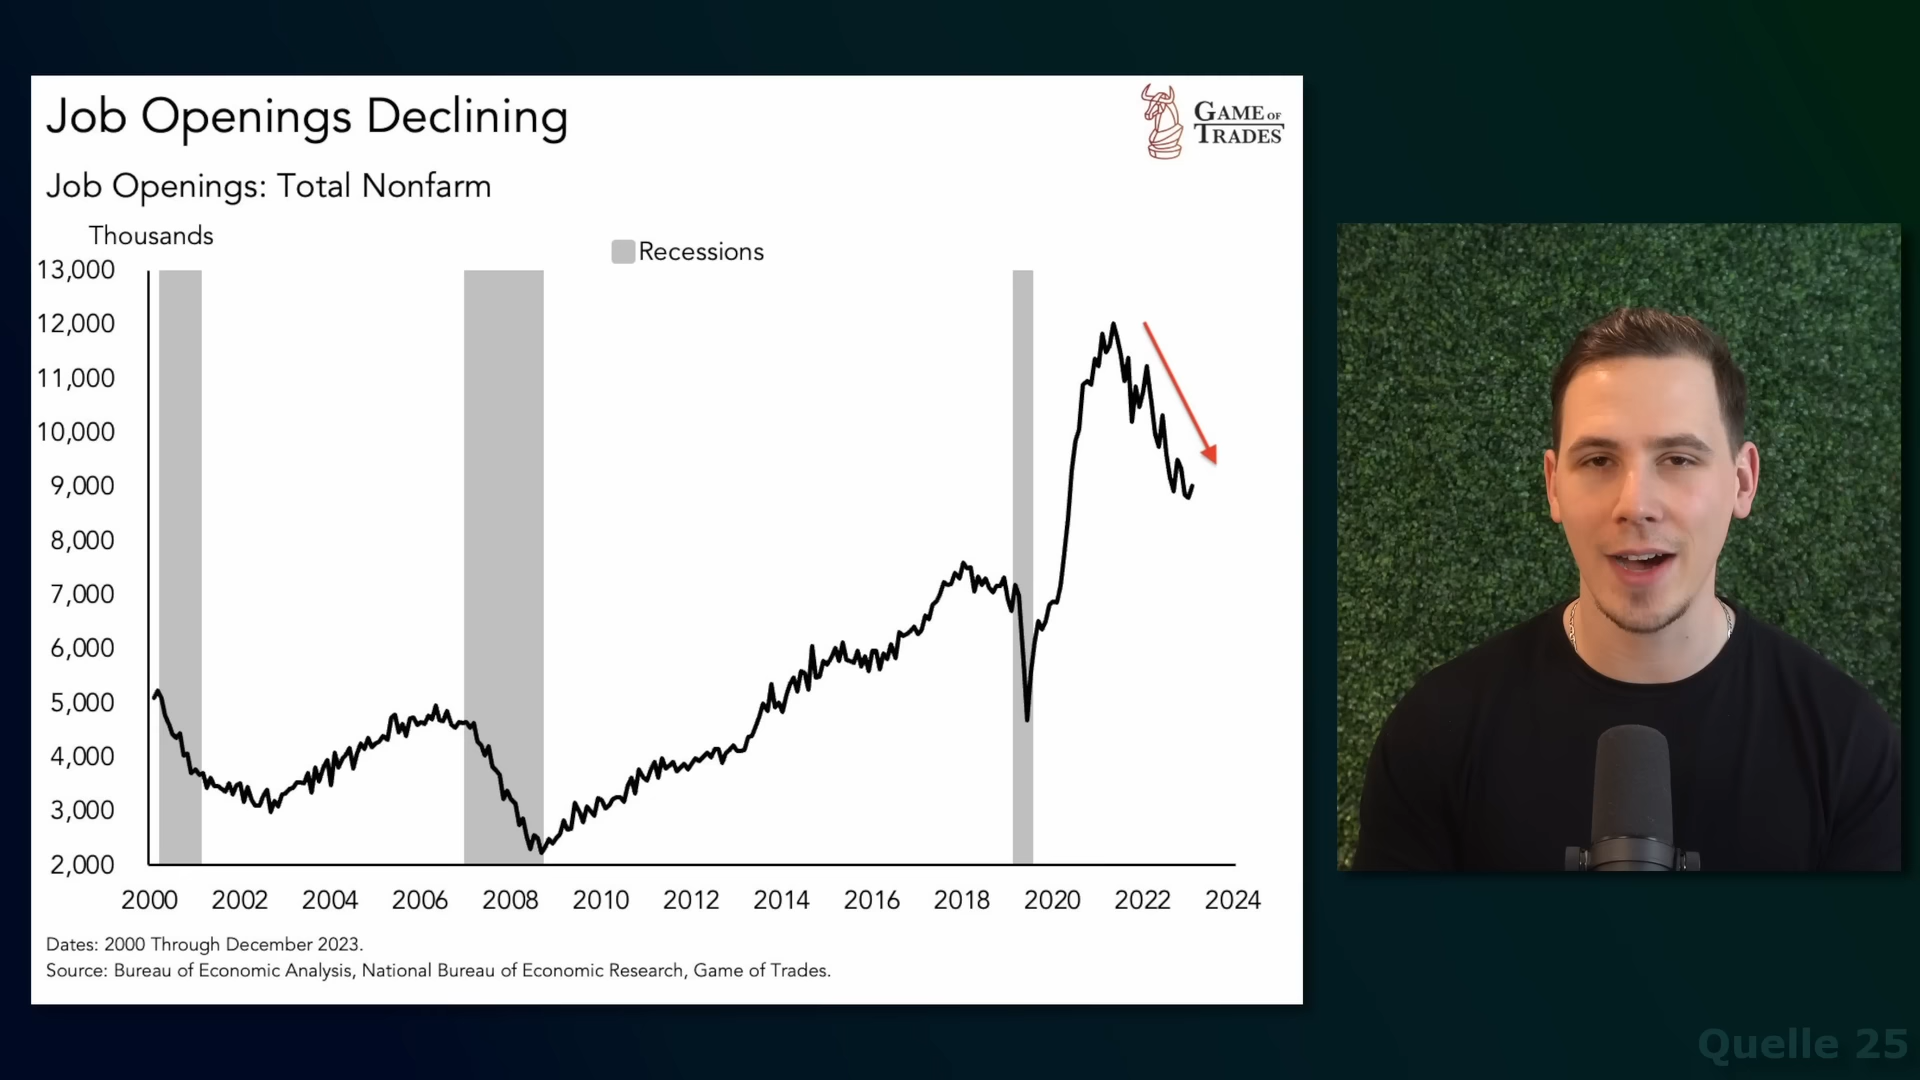 Job Openings Declining
GAME OF
TRADES
Job Openings: Total Nonfarm
Thousands
Recessions
13,000
12,000
11,000
10,000
9,000
8,000
7,000
6,000
5,000
4,000
3,000
2,000
2000 2002 2004 2006 2008 2010 2012 2014 2016 2018 2020 2022 2024
Dates: 2000 Through December 2023.
Source: Bureau of Economic Analysis, National Bureau of Economic Research, Game of Trades.
Quelle 25